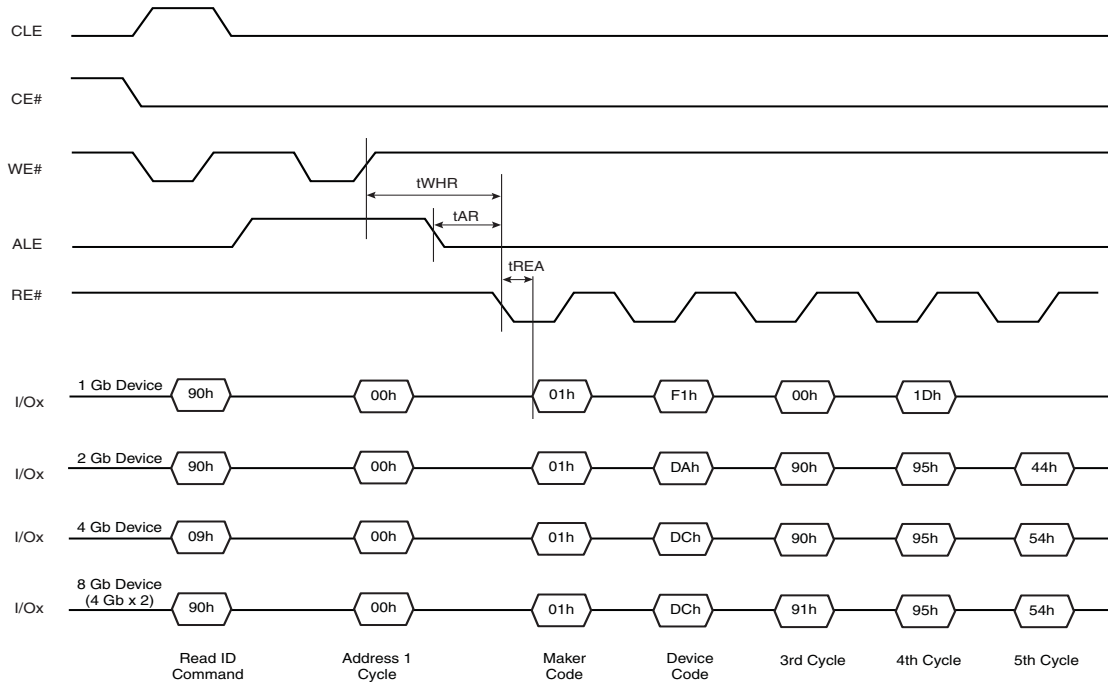 CLE
CE#
WE#
tWHR
tAR
ALE
tREA
RE#
1 Gb Device
I/Ox 90h 00h 01h F1h 00h 1Dh
2 Gb Device
I/Ox 90h 00h 01h DAh 90h 95h 44h
4 Gb Device
I/Ox 09h 00h 01h DCh 90h 95h 54h
8 Gb Device
(4 Gb x 2)
I/Ox 90h 00h 01h DCh 91h 95h 54h
Read ID
Command
Address 1
Cycle
Maker
Code
Device
Code
3rd Cycle
4th Cycle
5th Cycle